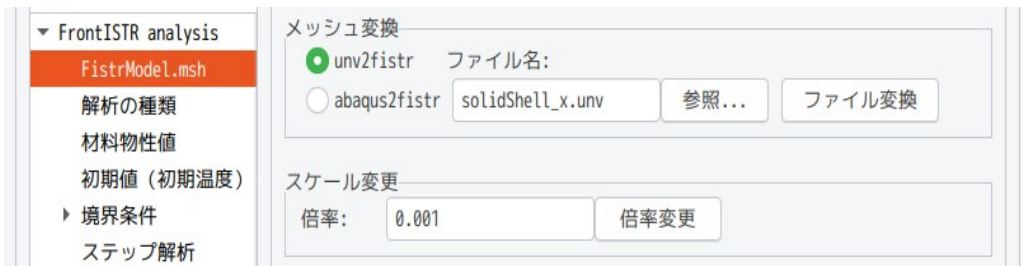 FrontISTR analysis
FistrModel.msh
解析の種類
材料物性値
初期値（初期温度）
境界条件
ステップ解析
メッシュ変換
unv2fistr ファイル名:
abaqus2fistr solidShell_x.unv 参照... ファイル変換
スケール変更
倍率: 0.001 倍率変更